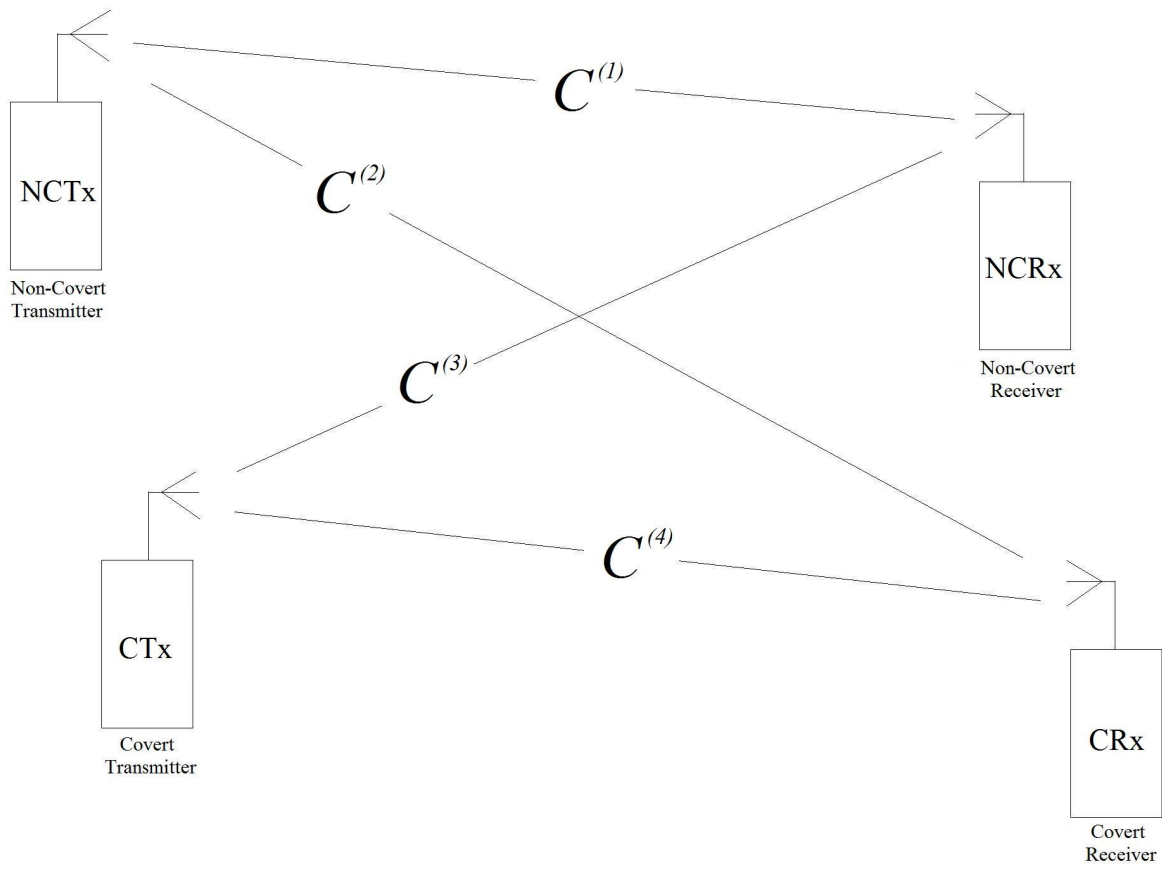 C(1)
NCTx
C(2)
NCRx
Non-Covert
Transmitter
Non-Covert
Receiver
C(3)
C(4)
CTx
CRx
Covert
Transmitter
Covert
Receiver